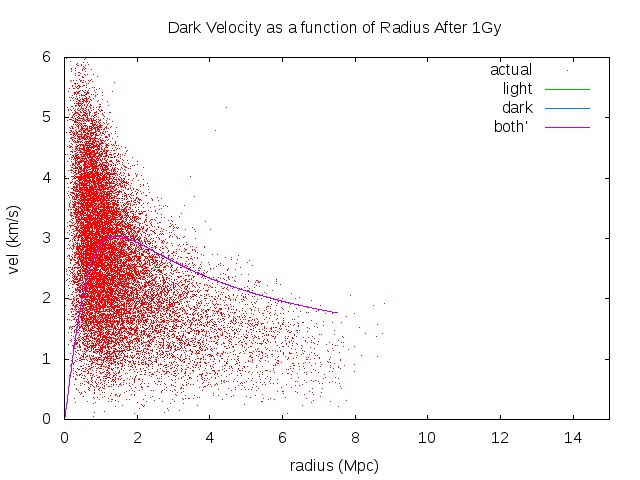 Dark Velocity as a function of Radius After 1Gy
6
5
4
3
2
1
0
vel (km/s)
actual
light
dark
both'
0 2 4 6 8 10 12 14
radius (Mpc)